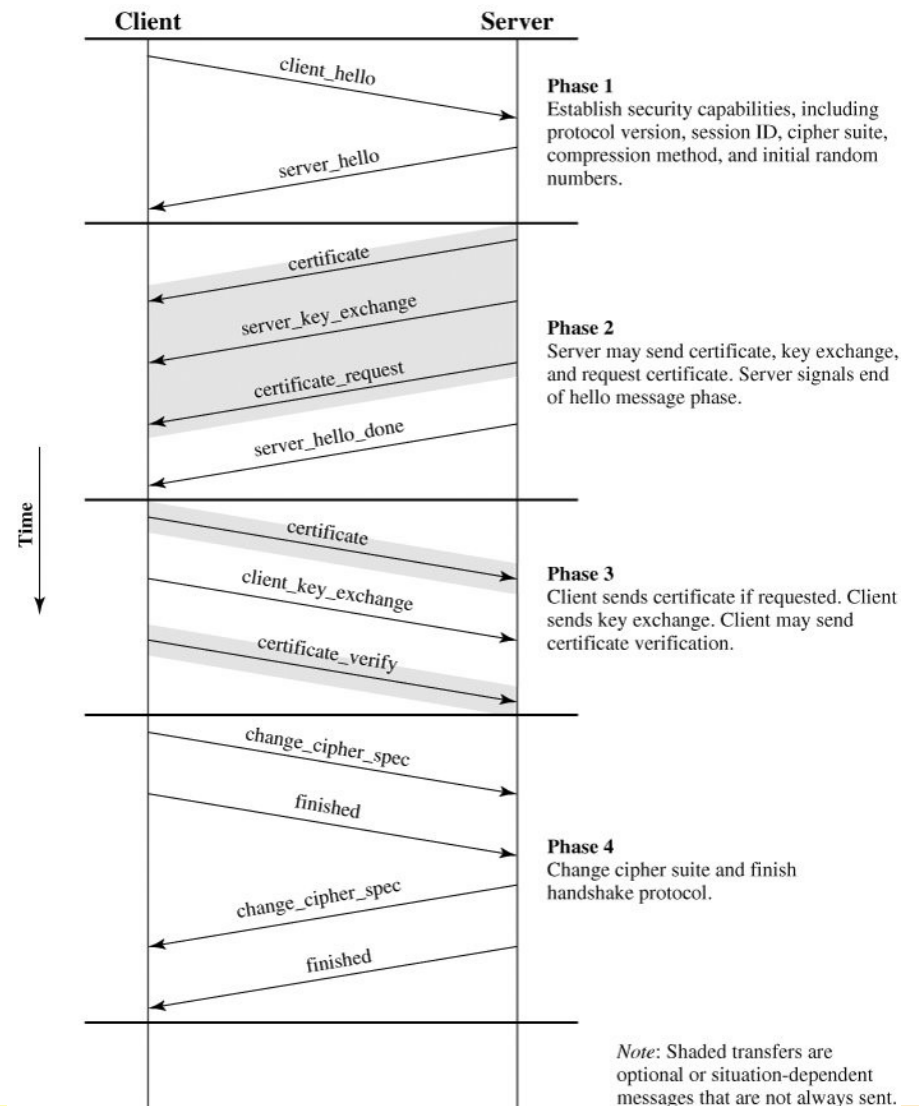 Client
Server
client_hello
Phase 1
Establish security capabilities, including
protocol version, session ID, cipher suite,
compression method, and initial random
numbers.
server_hello
certificate
server_key_exchange
certificate_request
server_hello_done
Phase 2
Server may send certificate, key exchange,
and request certificate. Server signals end
of hello message phase.
Time
certificate
client_key_exchange
certificate_verify
Phase 3
Client sends certificate if requested. Client
sends key exchange. Client may send
certificate verification.
change_cipher_spec
finished
change_cipher_spec
finished
Phase 4
Change cipher suite and finish
handshake protocol.
Note: Shaded transfers are
optional or situation-dependent
messages that are not always sent.